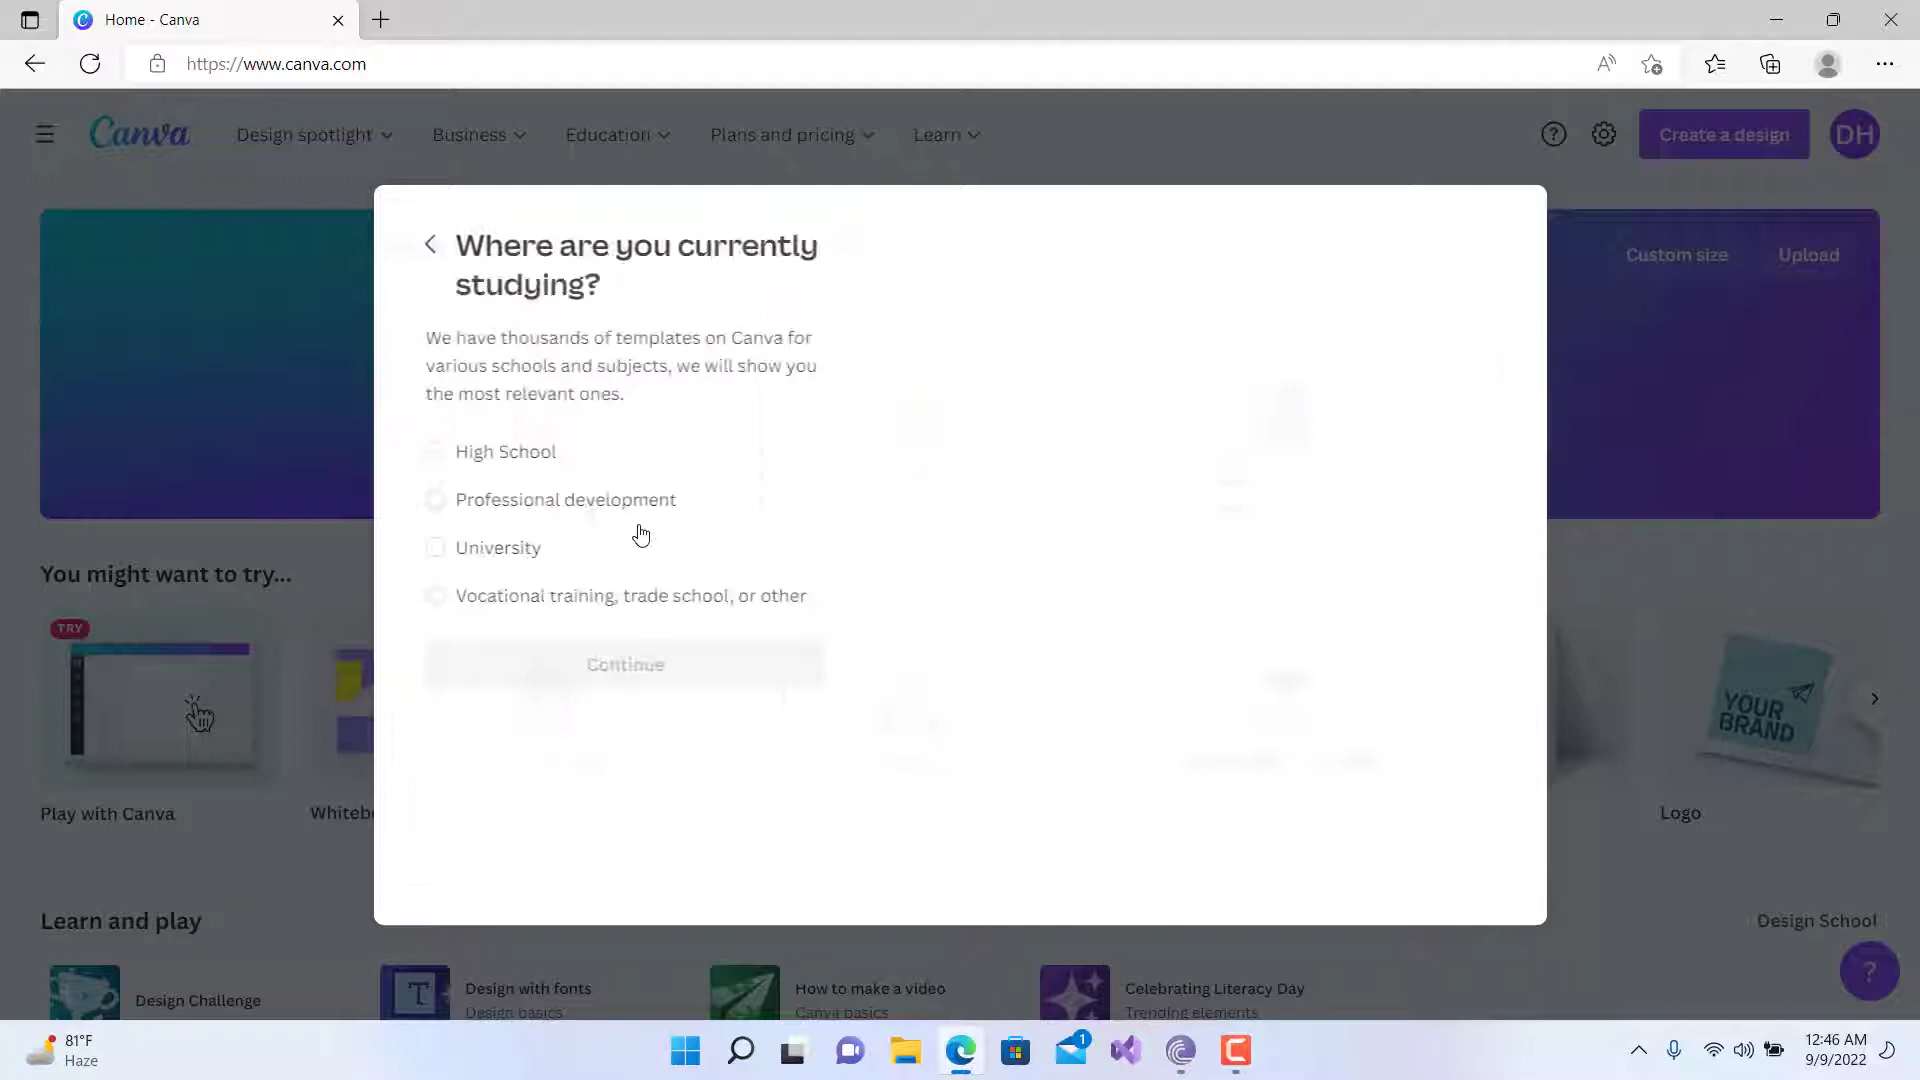 Home - Canva
https://www.canva.com
Canva
Design spotlight
Business
Education
Plans and pricing
Learn
Create a design
DH
Where are you currently
studying?
Custom size
Upload
We have thousands of templates on Canva for
various schools and subjects, we will show you
the most relevant ones.
High School
Professional development
University
Vocational training, trade school, or other
Continue
You might want to try...
TRY
YOUR
BRAND
Play with Canva
Whiteb
Logo
Learn and play
Design School
Design Challenge
T
Design with fonts
Design basics
How to make a video
Canva basics
Celebrating Literacy Day
Trending elements
?
81°F
Haze
1
12:46 AM
9/9/2022